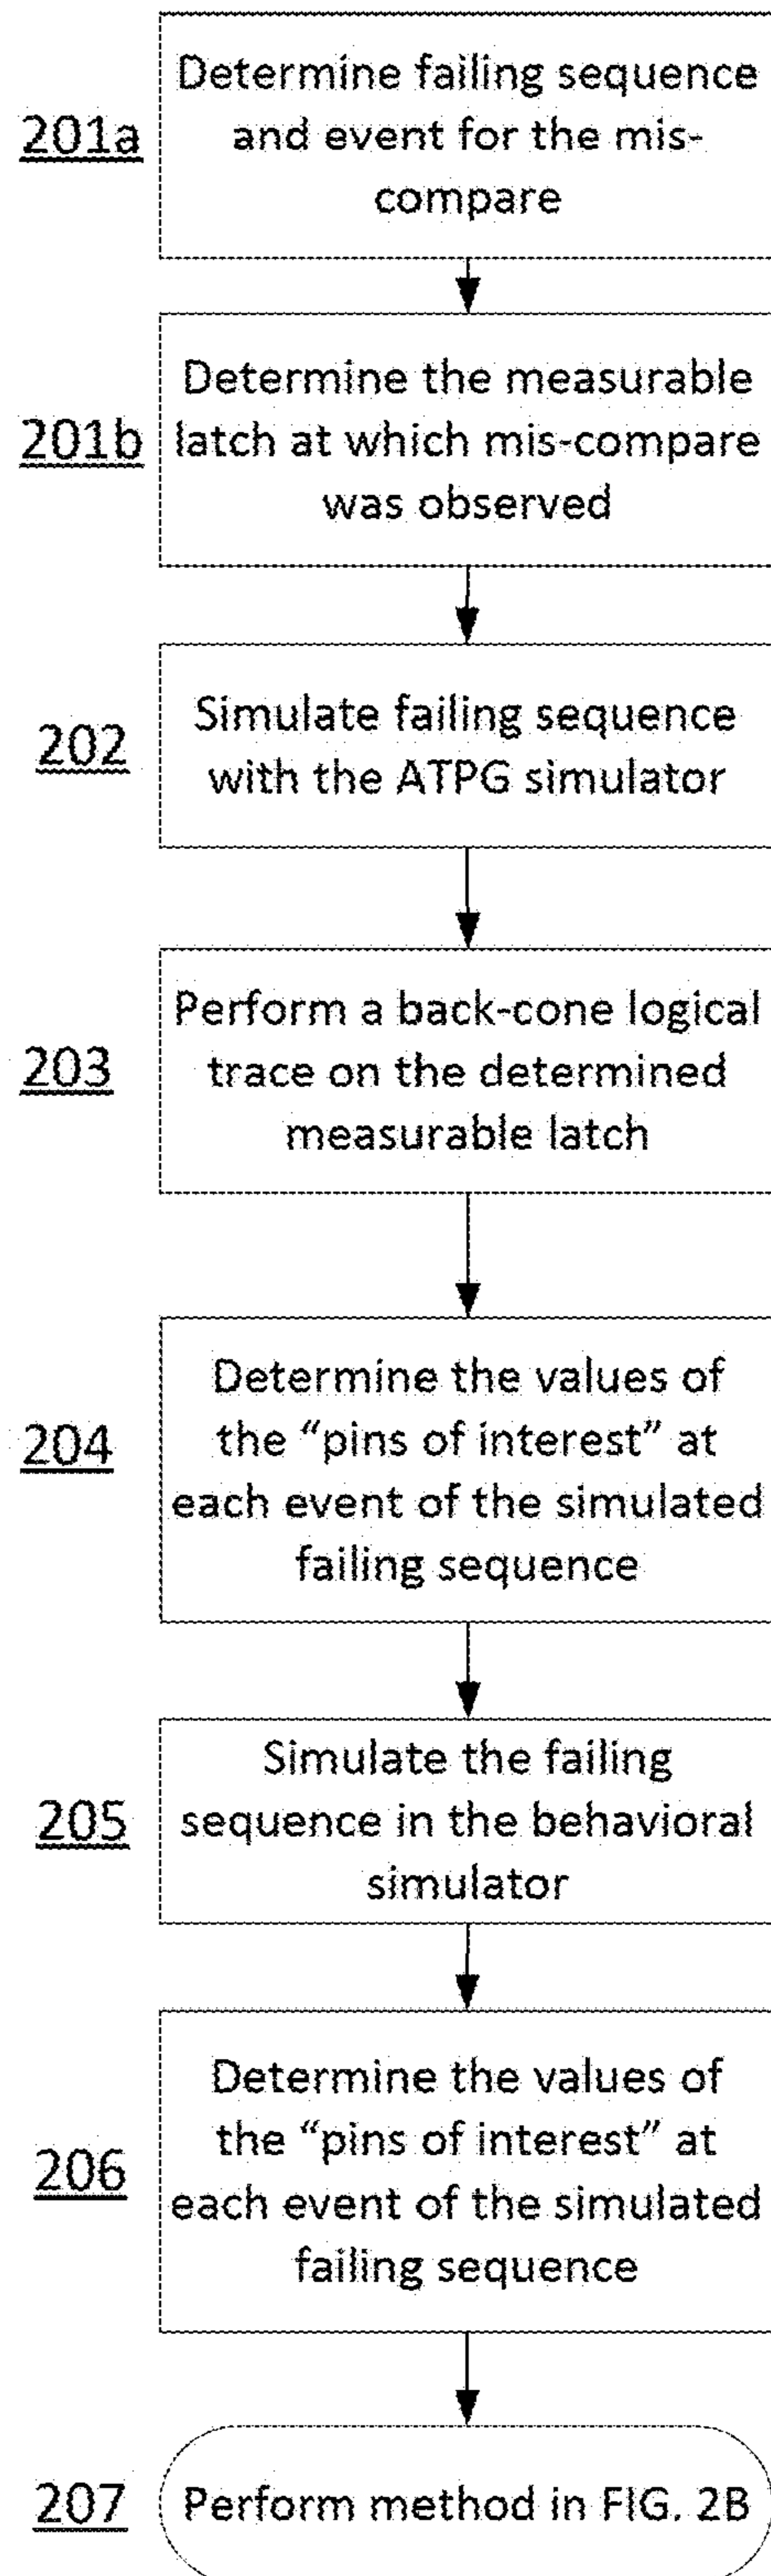 201a
Determine failing sequence
and event for the mis-
compare
201b
Determine the measurable
latch at which mis-compare
was observed
202
Simulate failing sequence
with the ATPG simulator
203
Perform a back-cone logical
trace on the determined
measurable latch
204
Determine the values of
the “pins of interest” at
each event of the simulated
failing sequence
205
Simulate the failing
sequence in the behavioral
simulator
206
Determine the values of
the “pins of interest” at
each event of the simulated
failing sequence
207
Perform method in FIG. 2B